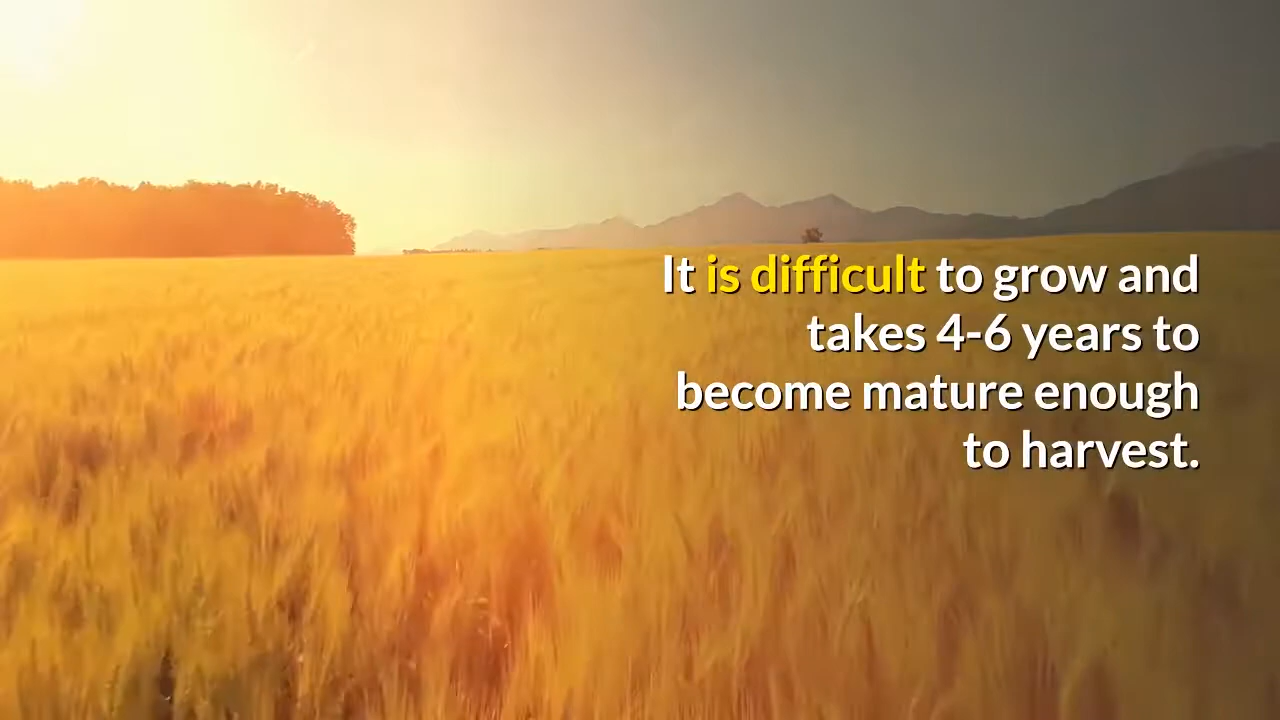 It is difficult to grow and
takes 4-6 years to
become mature enough
to harvest.